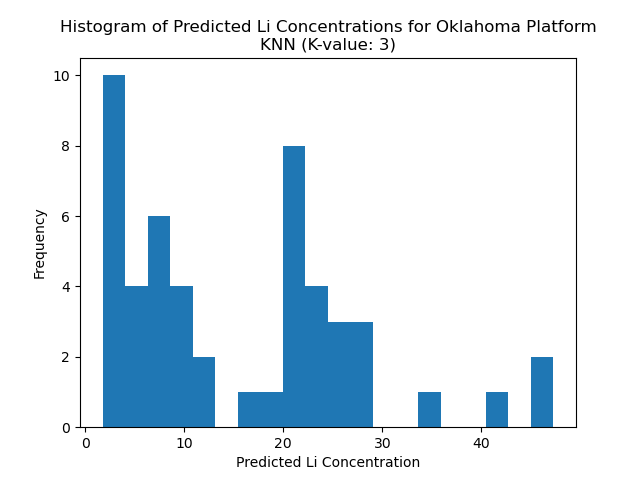 Histogram of Predicted Li Concentrations for Oklahoma Platform
KNN (K-value: 3)
10
8
6
4
2
0
Frequency
0 10 20 30 40
Predicted Li Concentration